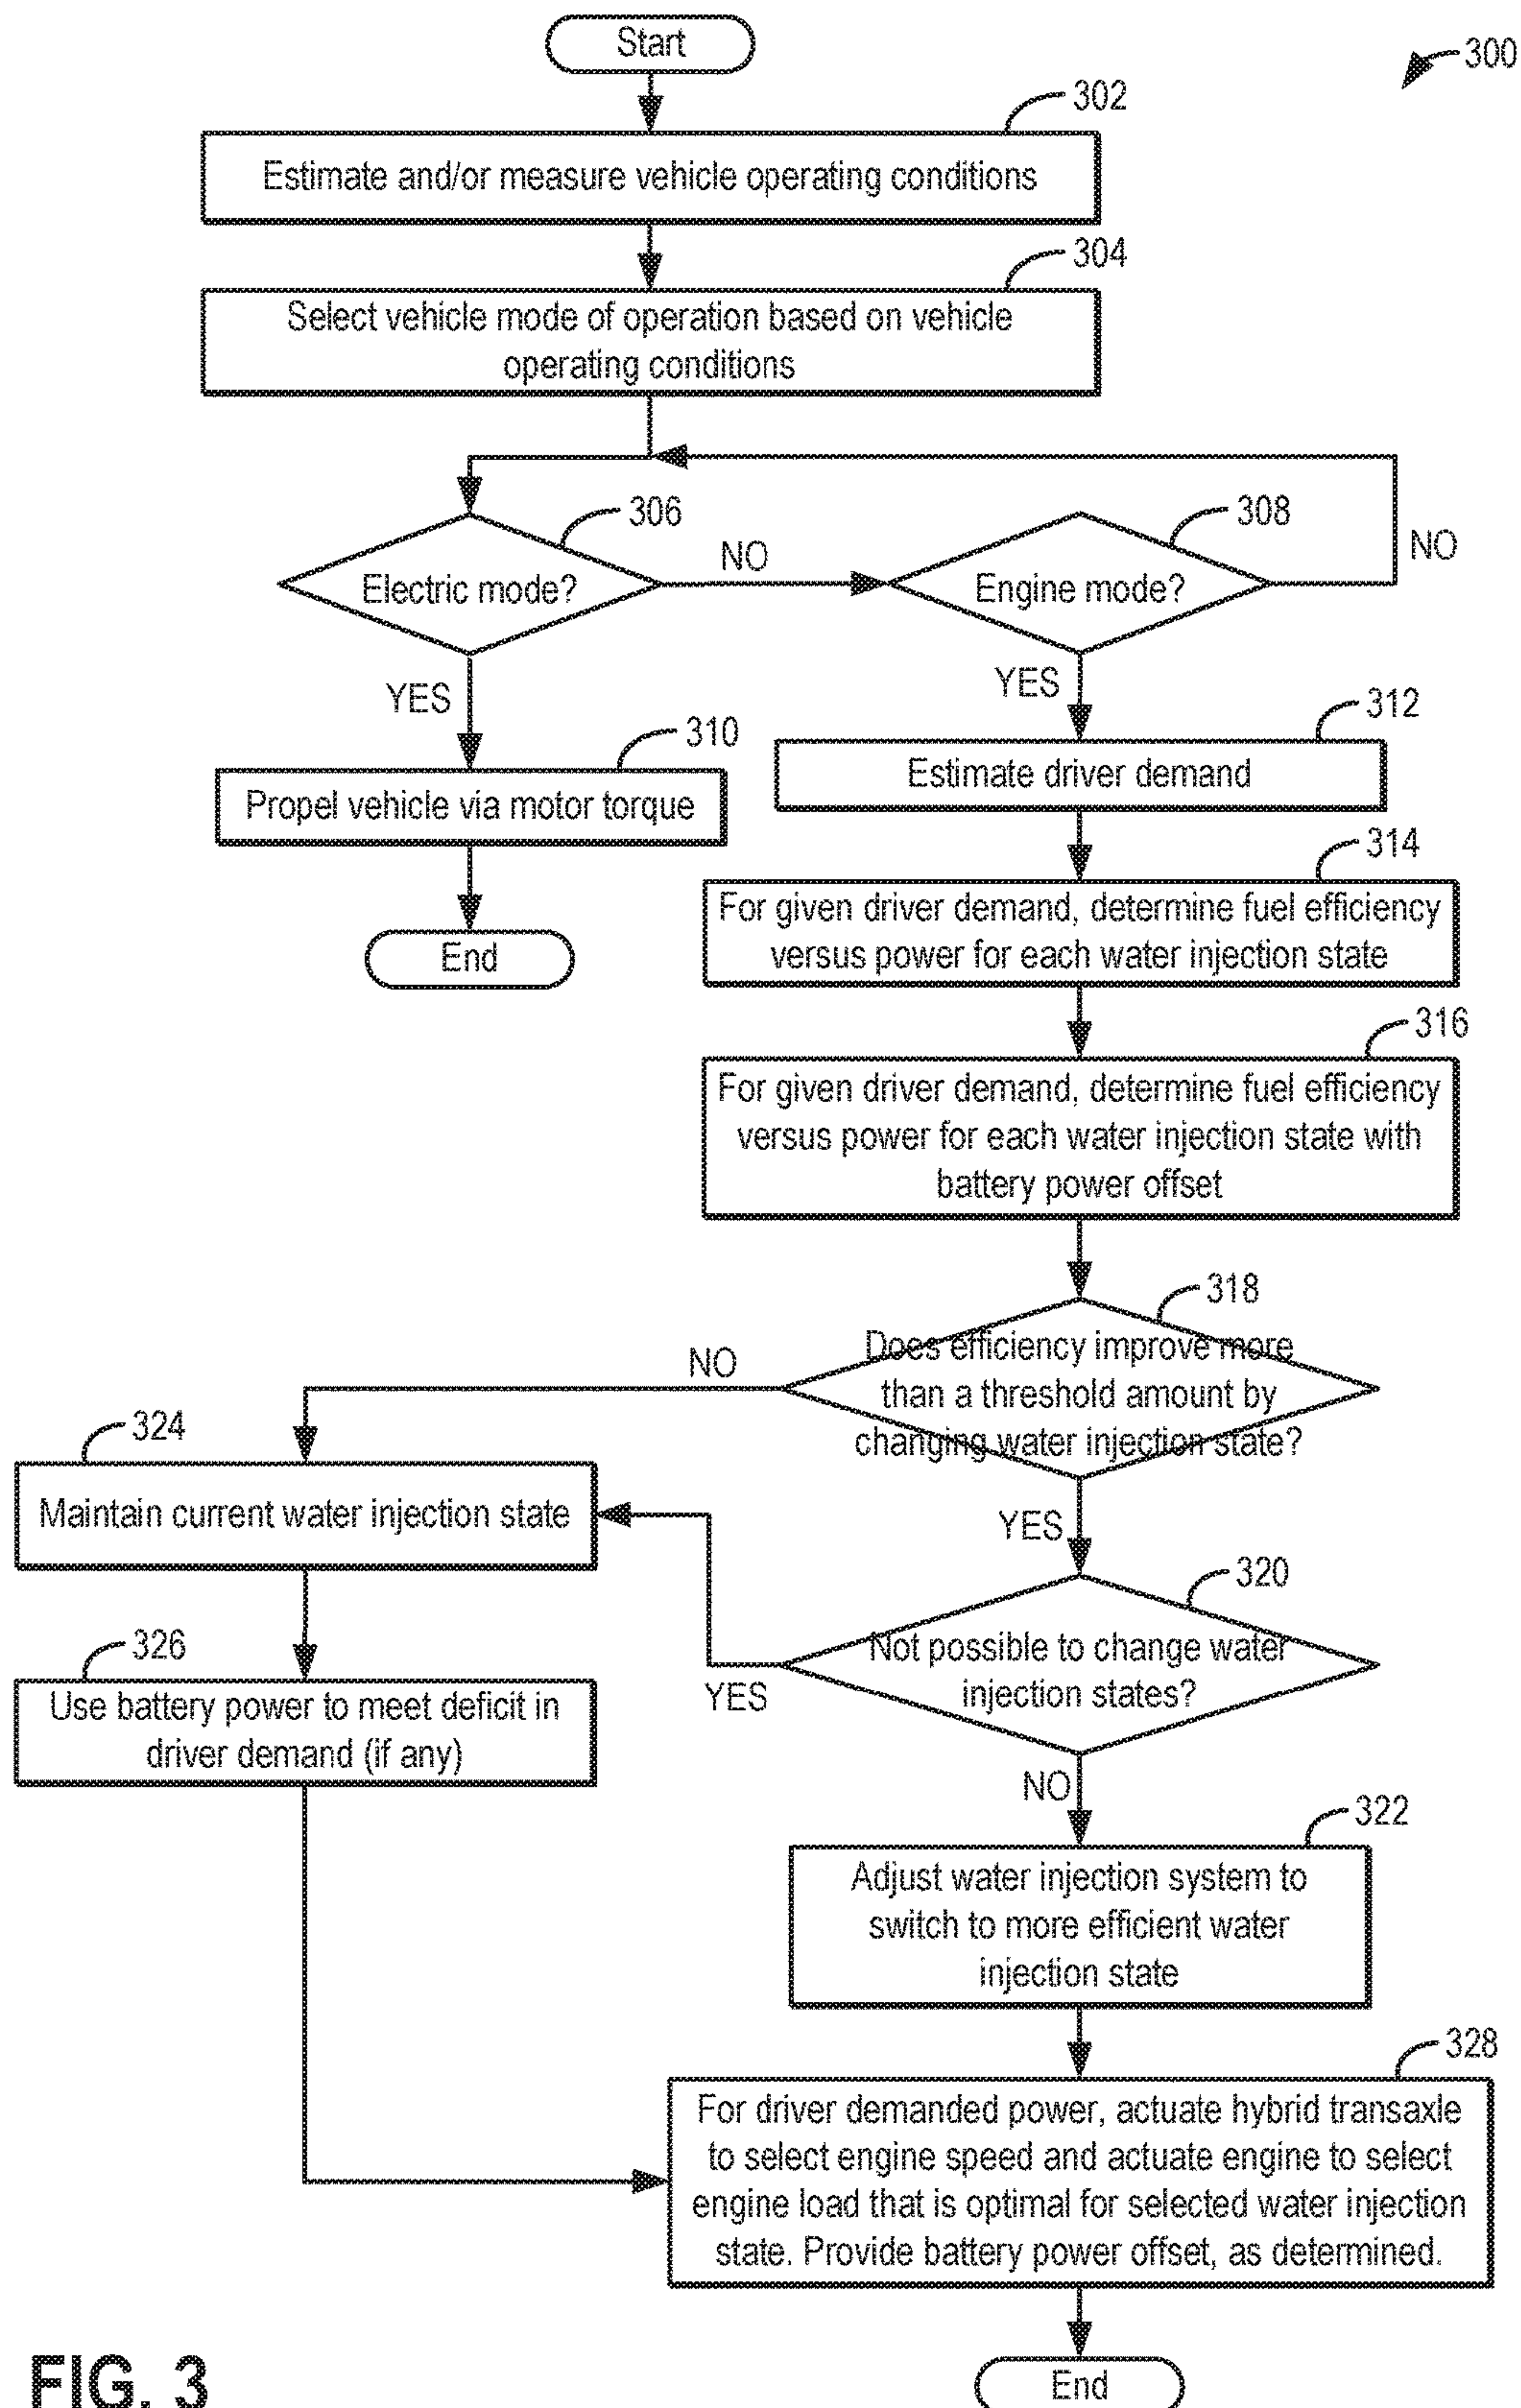 Start
300
302
Estimate and/or measure vehicle operating conditions
304
Select vehicle mode of operation based on vehicle
operating conditions
306
308
Electric mode?
NO
Engine mode?
NO
YES
YES
310
312
Propel vehicle via motor torque
Estimate driver demand
End
314
For given driver demand, determine fuel efficiency
versus power for each water injection state
316
For given driver demand, determine fuel efficiency
versus power for each water injection state with
battery power offset
318
Does efficiency improve more
than a threshold amount by
changing water injection state?
NO
YES
324
Maintain current water injection state
320
Not possible to change water
injection states?
YES
NO
326
Use battery power to meet deficit in
driver demand (if any)
322
Adjust water injection system to
switch to more efficient water
injection state
328
For driver demanded power, actuate hybrid transaxle
to select engine speed and actuate engine to select
engine load that is optimal for selected water injection
state. Provide battery power offset, as determined.
End
FIG. 3